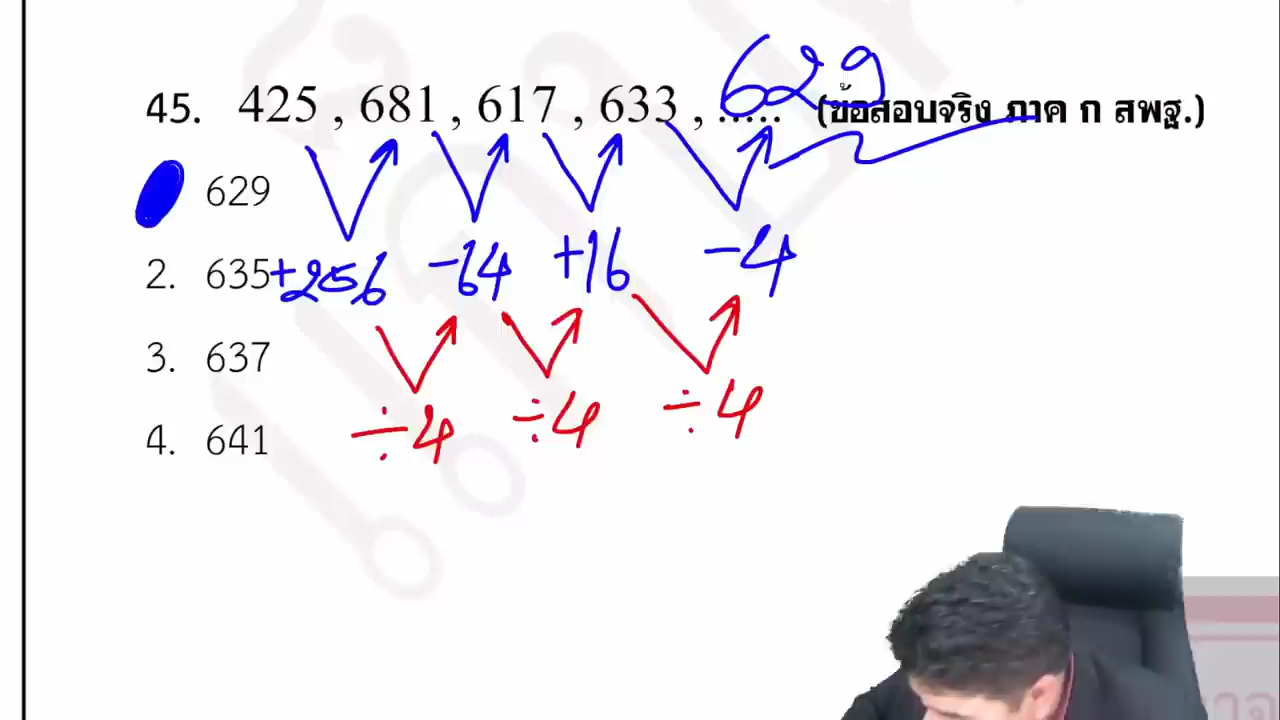 629
45. 425 , 681 , 617 , 633 , ..... (ข้อสอบจริง ภาค ก สพฐ.)
629
2. 635
+256 -64 +16 -4
3. 637
÷4 ÷4 ÷4
4. 641